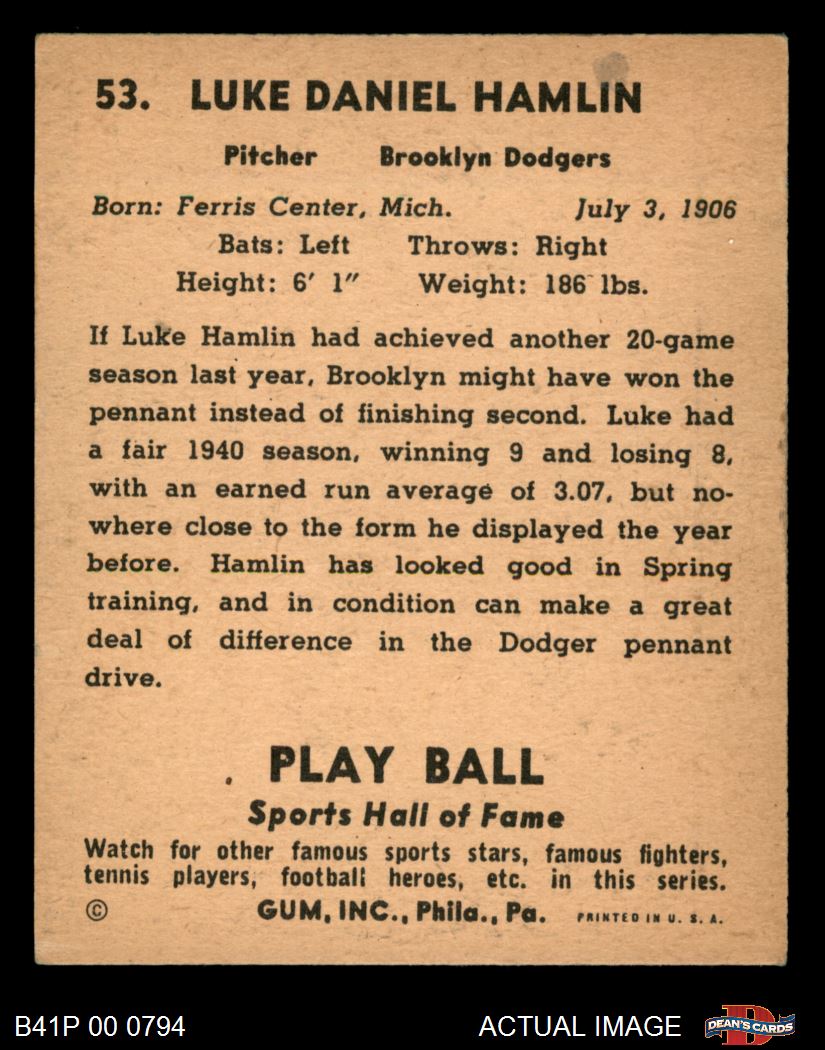 53. LUKE DANIEL HAMLIN
Pitcher Brooklyn Dodgers
Born: Ferris Center, Mich. July 3, 1906
Bats: Left Throws: Right
Height: 6' 1" Weight: 186 lbs.
If Luke Hamlin had achieved another 20-game
season last year, Brooklyn might have won the
pennant instead of finishing second. Luke had
a fair 1940 season, winning 9 and losing 8,
with an earned run average of 3.07, but no-
where close to the form he displayed the year
before. Hamlin has looked good in Spring
training, and in condition can make a great
deal of difference in the Dodger pennant
drive.
PLAY BALL
Sports Hall of Fame
Watch for other famous sports stars, famous fighters,
tennis players, football heroes, etc. in this series.
© GUM, INC., Phila., Pa. PRINTED IN U. S. A.
B41P 00 0794 ACTUAL IMAGE D DEAN'S CARDS